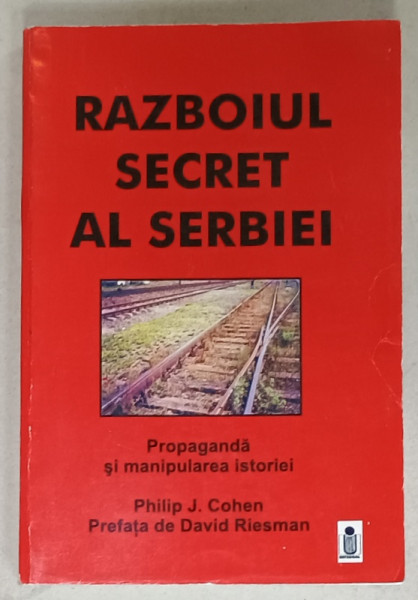 RAZBOIUL
SECRET
AL SERBIEI
Propagandă
și manipularea istoriei
Philip J. Cohen
Prefața de David Riesman